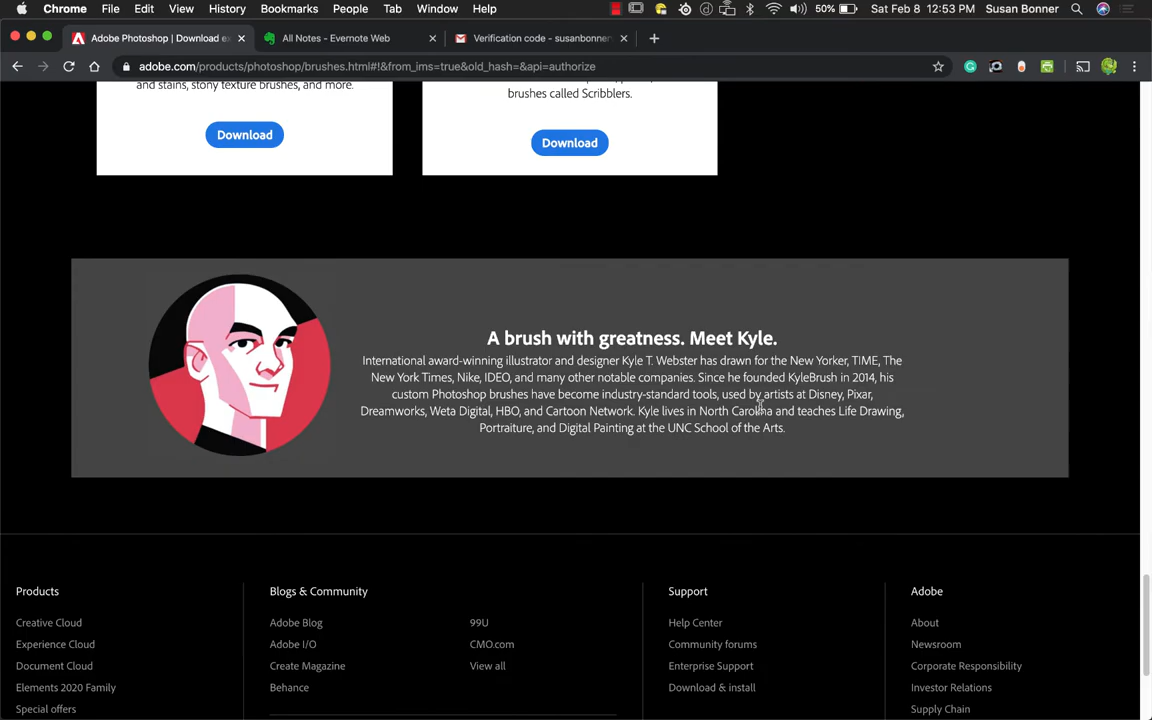 Chrome File Edit View History Bookmarks People Tab Window Help 50% Sat Feb 8 12:53 PM Susan Bonner
Adobe Photoshop | Download e
All Notes - Evernote Web
Verification code - susanbonner
adobe.com/products/photoshop/brushes.html#!&from_ims=true&old_hash=&api=authorize
and stains, stony texture brushes, and more.
brushes called Scribblers.
Download
Download
A brush with greatness. Meet Kyle.
International award-winning illustrator and designer Kyle T. Webster has drawn for the New Yorker, TIME, The
New York Times, Nike, IDEO, and many other notable companies. Since he founded KyleBrush in 2014, his
custom Photoshop brushes have become industry-standard tools, used by artists at Disney, Pixar,
Dreamworks, Weta Digital, HBO, and Cartoon Network. Kyle lives in North Carolina and teaches Life Drawing,
Portraiture, and Digital Painting at the UNC School of the Arts.
Products
Creative Cloud
Experience Cloud
Document Cloud
Elements 2020 Family
Special offers
Blogs & Community
Adobe Blog
Adobe I/O
Create Magazine
Behance
99U
CMO.com
View all
Support
Help Center
Community forums
Enterprise Support
Download & install
Adobe
About
Newsroom
Corporate Responsibility
Investor Relations
Supply Chain